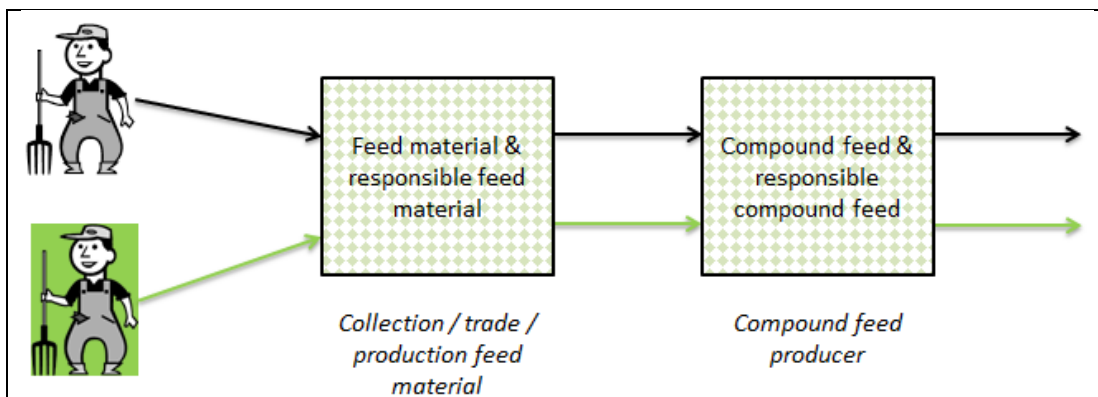 Feed material &
responsible feed
material
Compound feed &
responsible
compound feed
Collection / trade /
production feed
material
Compound feed
producer